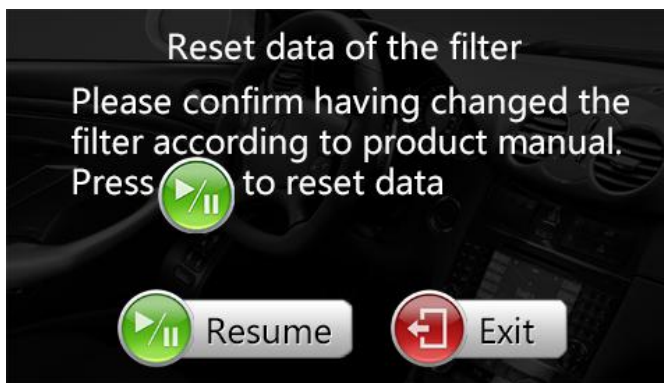 Reset data of the filter
Please confirm having changed the
filter according to product manual.
Press to reset data
Resume
Exit